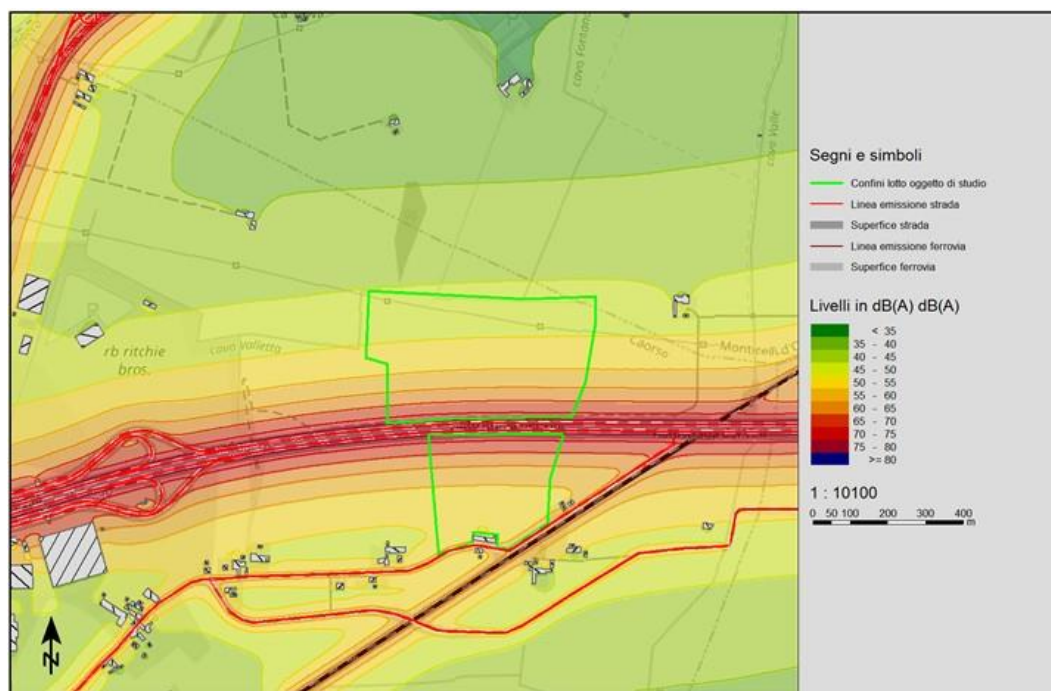 Segni e simboli
Confini lotto oggetto di studio
Linea emissione strada
Superfice strada
Linea emissione ferrovia
Superfice ferrovia
Livelli in dB(A) dB(A)
< 35
35 - 40
40 - 45
45 - 50
50 - 55
55 - 60
60 - 65
65 - 70
70 - 75
75 - 80
>= 80
1 : 10100
0 50 100 200 300 400
m
cavo Fontana
cavo Valle
cavo Valletta
rb ritchie
bros.
Caorso
Monticelli d'O
N